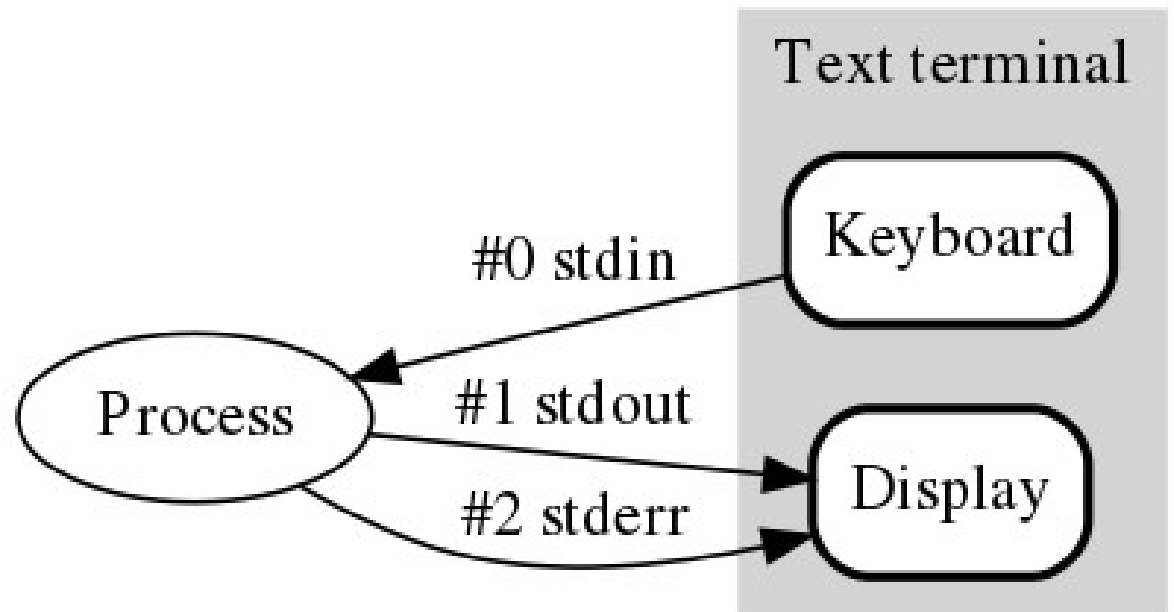 Text terminal
Keyboard
#0 stdin
Process
#1 stdout
Display
#2 stderr